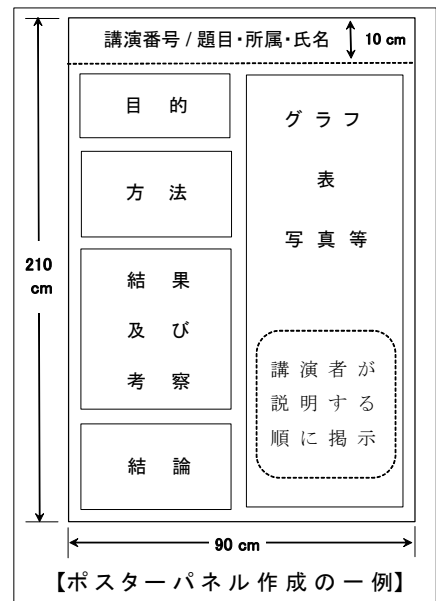 講演番号 / 題目・所属・氏名
10 cm
目 的
方 法
結 果
及 び
考 察
結 論
グ ラ フ
表
写 真 等
講 演 者 が
説 明 す る
順 に 掲 示
210
cm
90 cm
【ポスターパネル作成の一例】